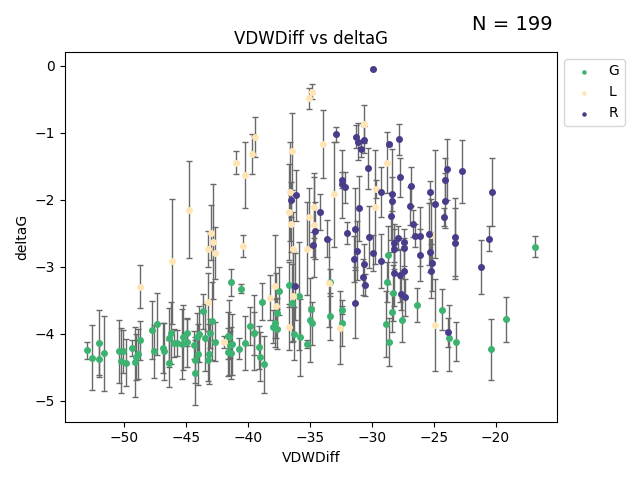 N = 199
VDWDiff vs deltaG
G
L
R
0
−1
−2
−3
−4
−5
deltaG
−50
−45
−40
−35
−30
−25
−20
VDWDiff